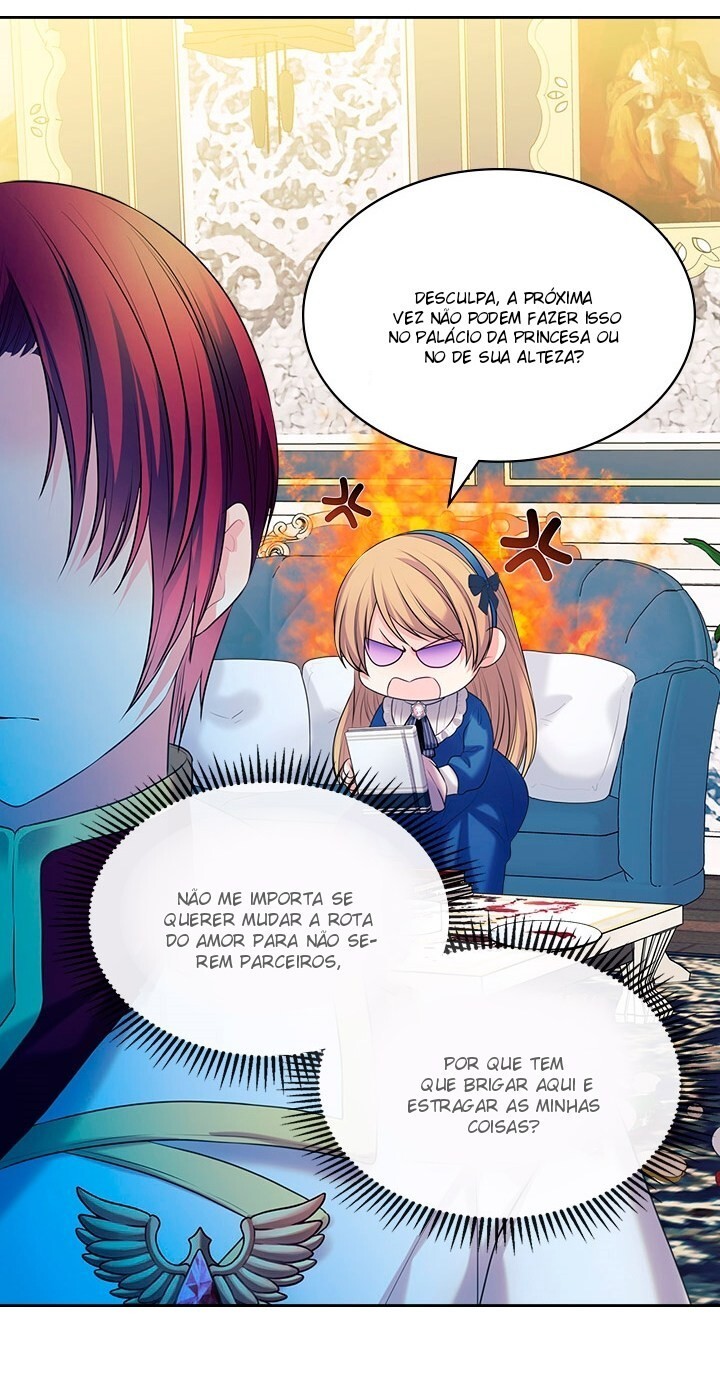 DESCULPA, A PRÓXIMA
VEZ NÃO PODEM FAZER ISSO
NO PALÁCIO DA PRINCESA OU
NO DE SUA ALTEZA?
NÃO ME IMPORTA SE
QUERER MUDAR A ROTA
DO AMOR PARA NÃO SE-
REM PARCEIROS,
POR QUE TEM
QUE BRIGAR AQUI E
ESTRAGAR AS MINHAS
COISAS?